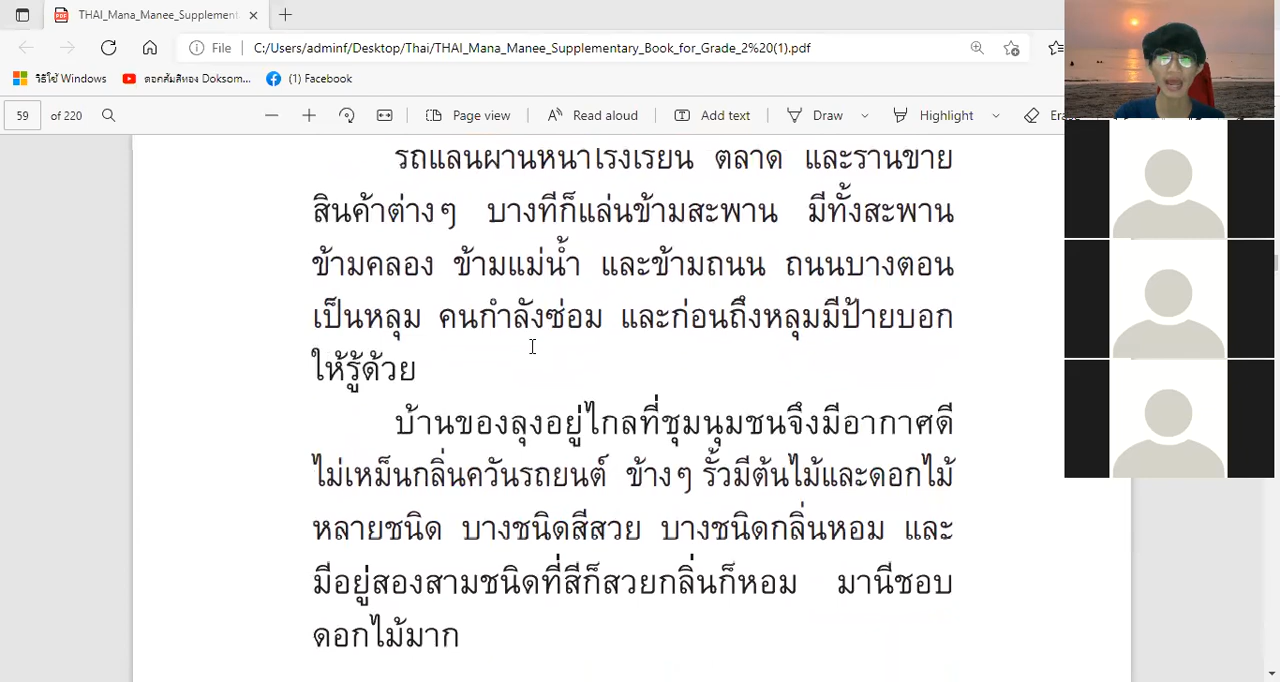 THAI_Mana_Manee_Supplement
File C:/Users/adminf/Desktop/Thai/THAI_Mana_Manee_Supplementary_Book_for_Grade_2%20(1).pdf
วิธีใช้ Windows ดอกส้มสีทอง Doksom... (1) Facebook
59 of 220 Page view Read aloud Add text Draw Highlight Era
รถแล่นผ่านหน้าโรงเรียน ตลาด และร้านขาย
สินค้าต่างๆ บางทีก็แล่นข้ามสะพาน มีทั้งสะพาน
ข้ามคลอง ข้ามแม่น้ำ และข้ามถนน ถนนบางตอน
เป็นหลุม คนกำลังซ่อม และก่อนถึงหลุมมีป้ายบอก
ให้รู้ด้วย
บ้านของลุงอยู่ไกลที่ชุมนุมชนจึงมีอากาศดี
ไม่เหม็นกลิ่นควันรถยนต์ ข้างๆ รั้วมีต้นไม้และดอกไม้
หลายชนิด บางชนิดสีสวย บางชนิดกลิ่นหอม และ
มีอยู่สองสามชนิดที่สีก็สวยกลิ่นก็หอม มานีชอบ
ดอกไม้มาก